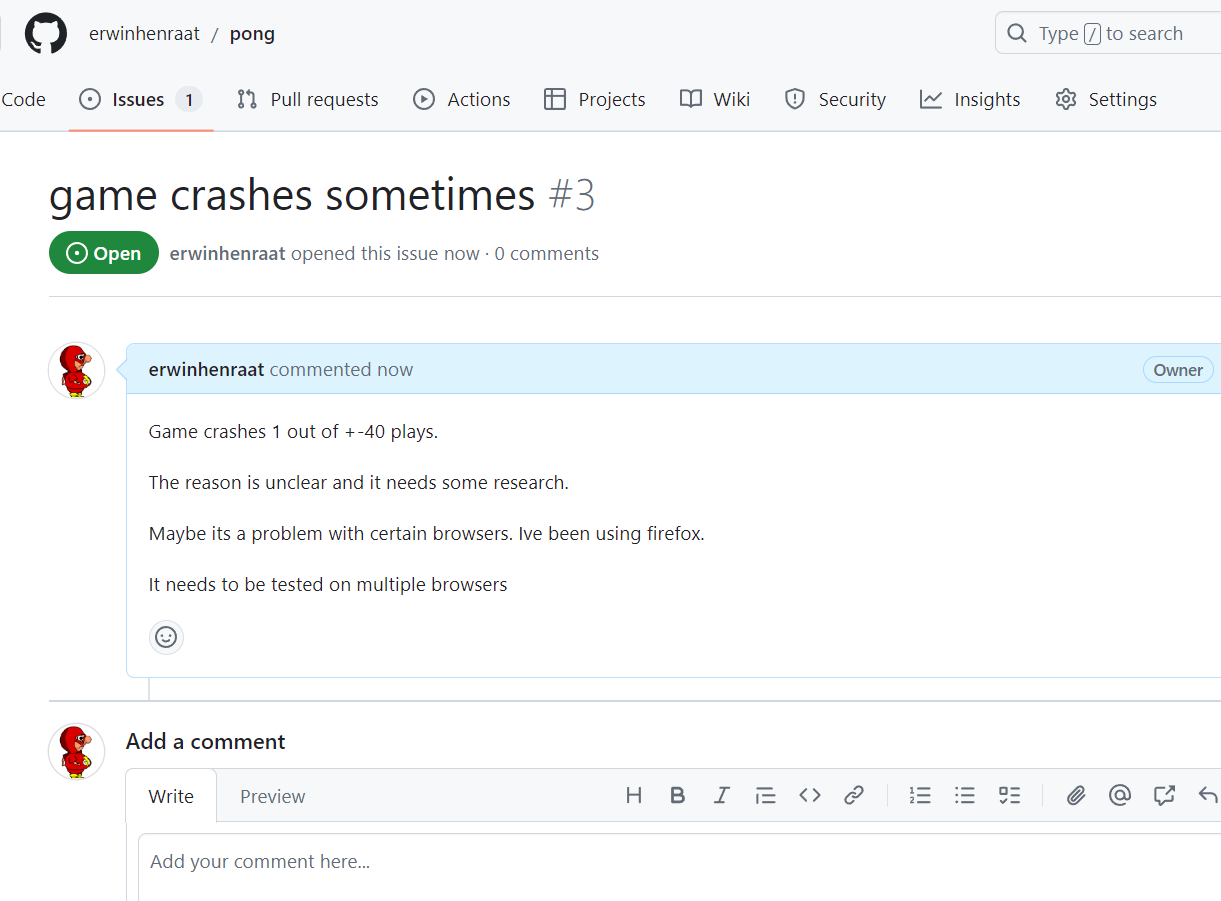 erwinhenraat / pong
Type / to search
Code Issues 1 Pull requests Actions Projects Wiki Security Insights Settings
game crashes sometimes #3
Open erwinhenraat opened this issue now · 0 comments
erwinhenraat commented now Owner
Game crashes 1 out of +-40 plays.
The reason is unclear and it needs some research.
Maybe its a problem with certain browsers. Ive been using firefox.
It needs to be tested on multiple browsers
Add a comment
Write Preview
Add your comment here...